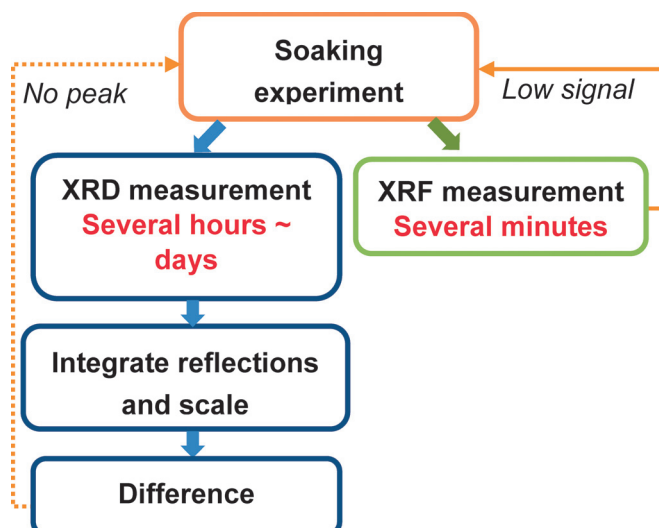 Soaking
experiment
No peak
Low signal
XRD measurement
Several hours ~
days
XRF measurement
Several minutes
Integrate reflections
and scale
Difference